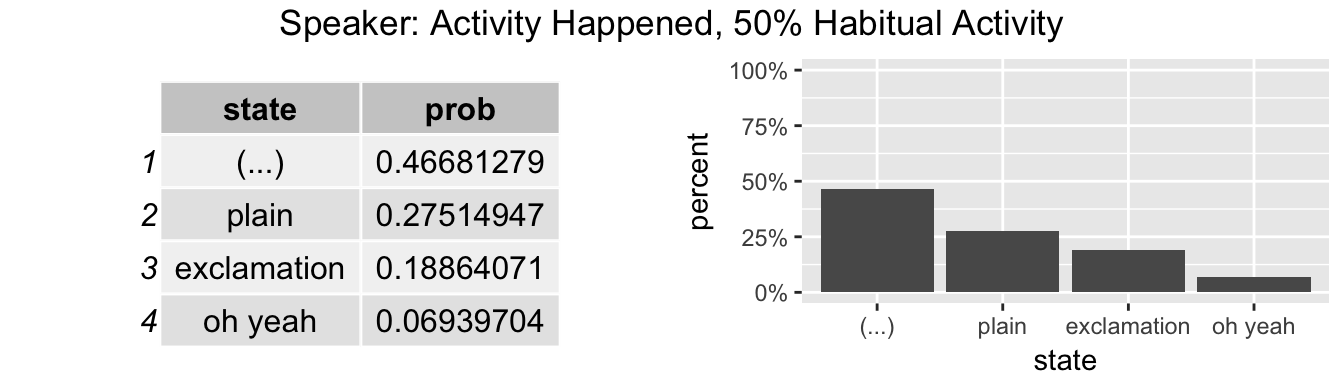 Speaker: Activity Happened, 50% Habitual Activity
state prob
1 (...) 0.46681279
2 plain 0.27514947
3 exclamation 0.18864071
4 oh yeah 0.06939704
percent
100%
75%
50%
25%
0%
(...) plain exclamation oh yeah
state